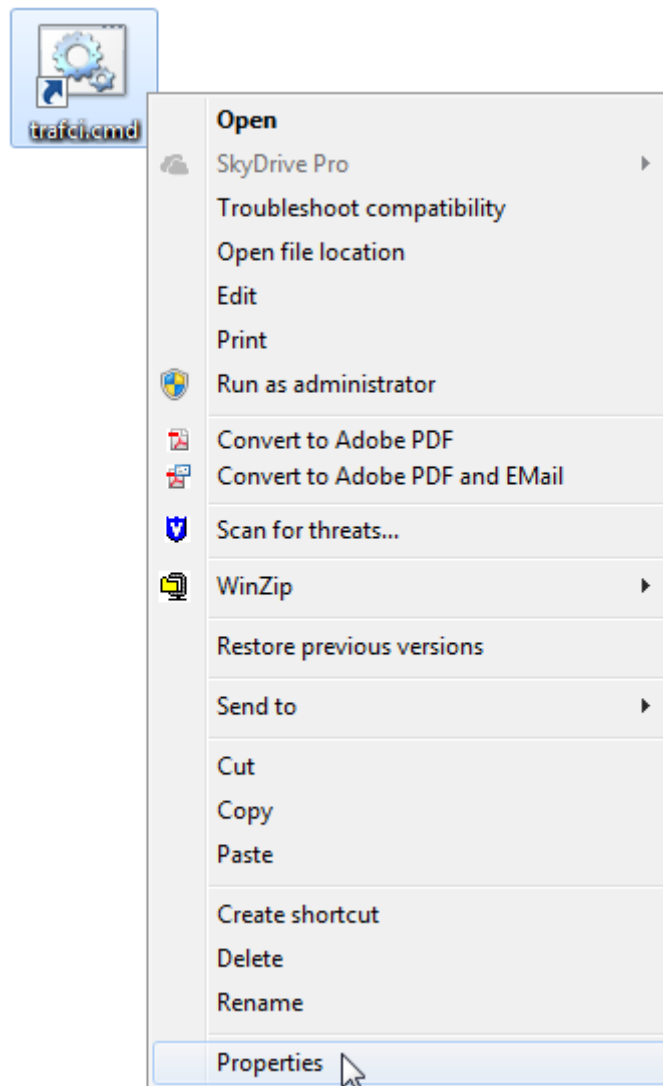 trafci.cmd
Open
SkyDrive Pro
Troubleshoot compatibility
Open file location
Edit
Print
Run as administrator
Convert to Adobe PDF
Convert to Adobe PDF and EMail
Scan for threats...
WinZip
Restore previous versions
Send to
Cut
Copy
Paste
Create shortcut
Delete
Rename
Properties